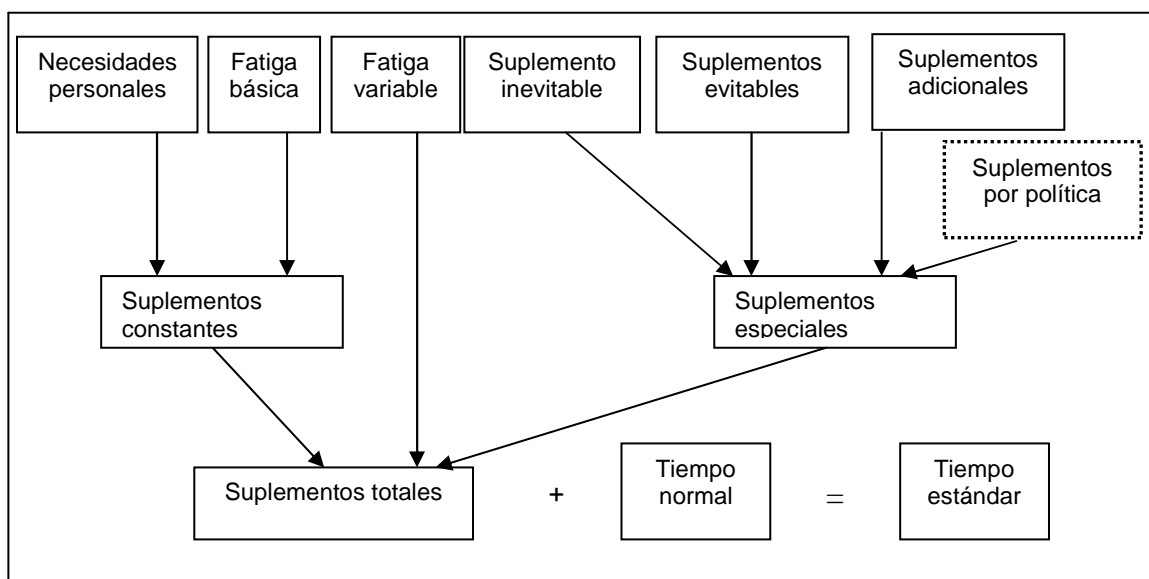 Necesidades
personales
Fatiga
básica
Fatiga
variable
Suplemento
inevitable
Suplementos
evitables
Suplementos
adicionales
Suplementos
por política
Suplementos
constantes
Suplementos
especiales
Suplementos totales
+
Tiempo
normal
=
Tiempo
estándar